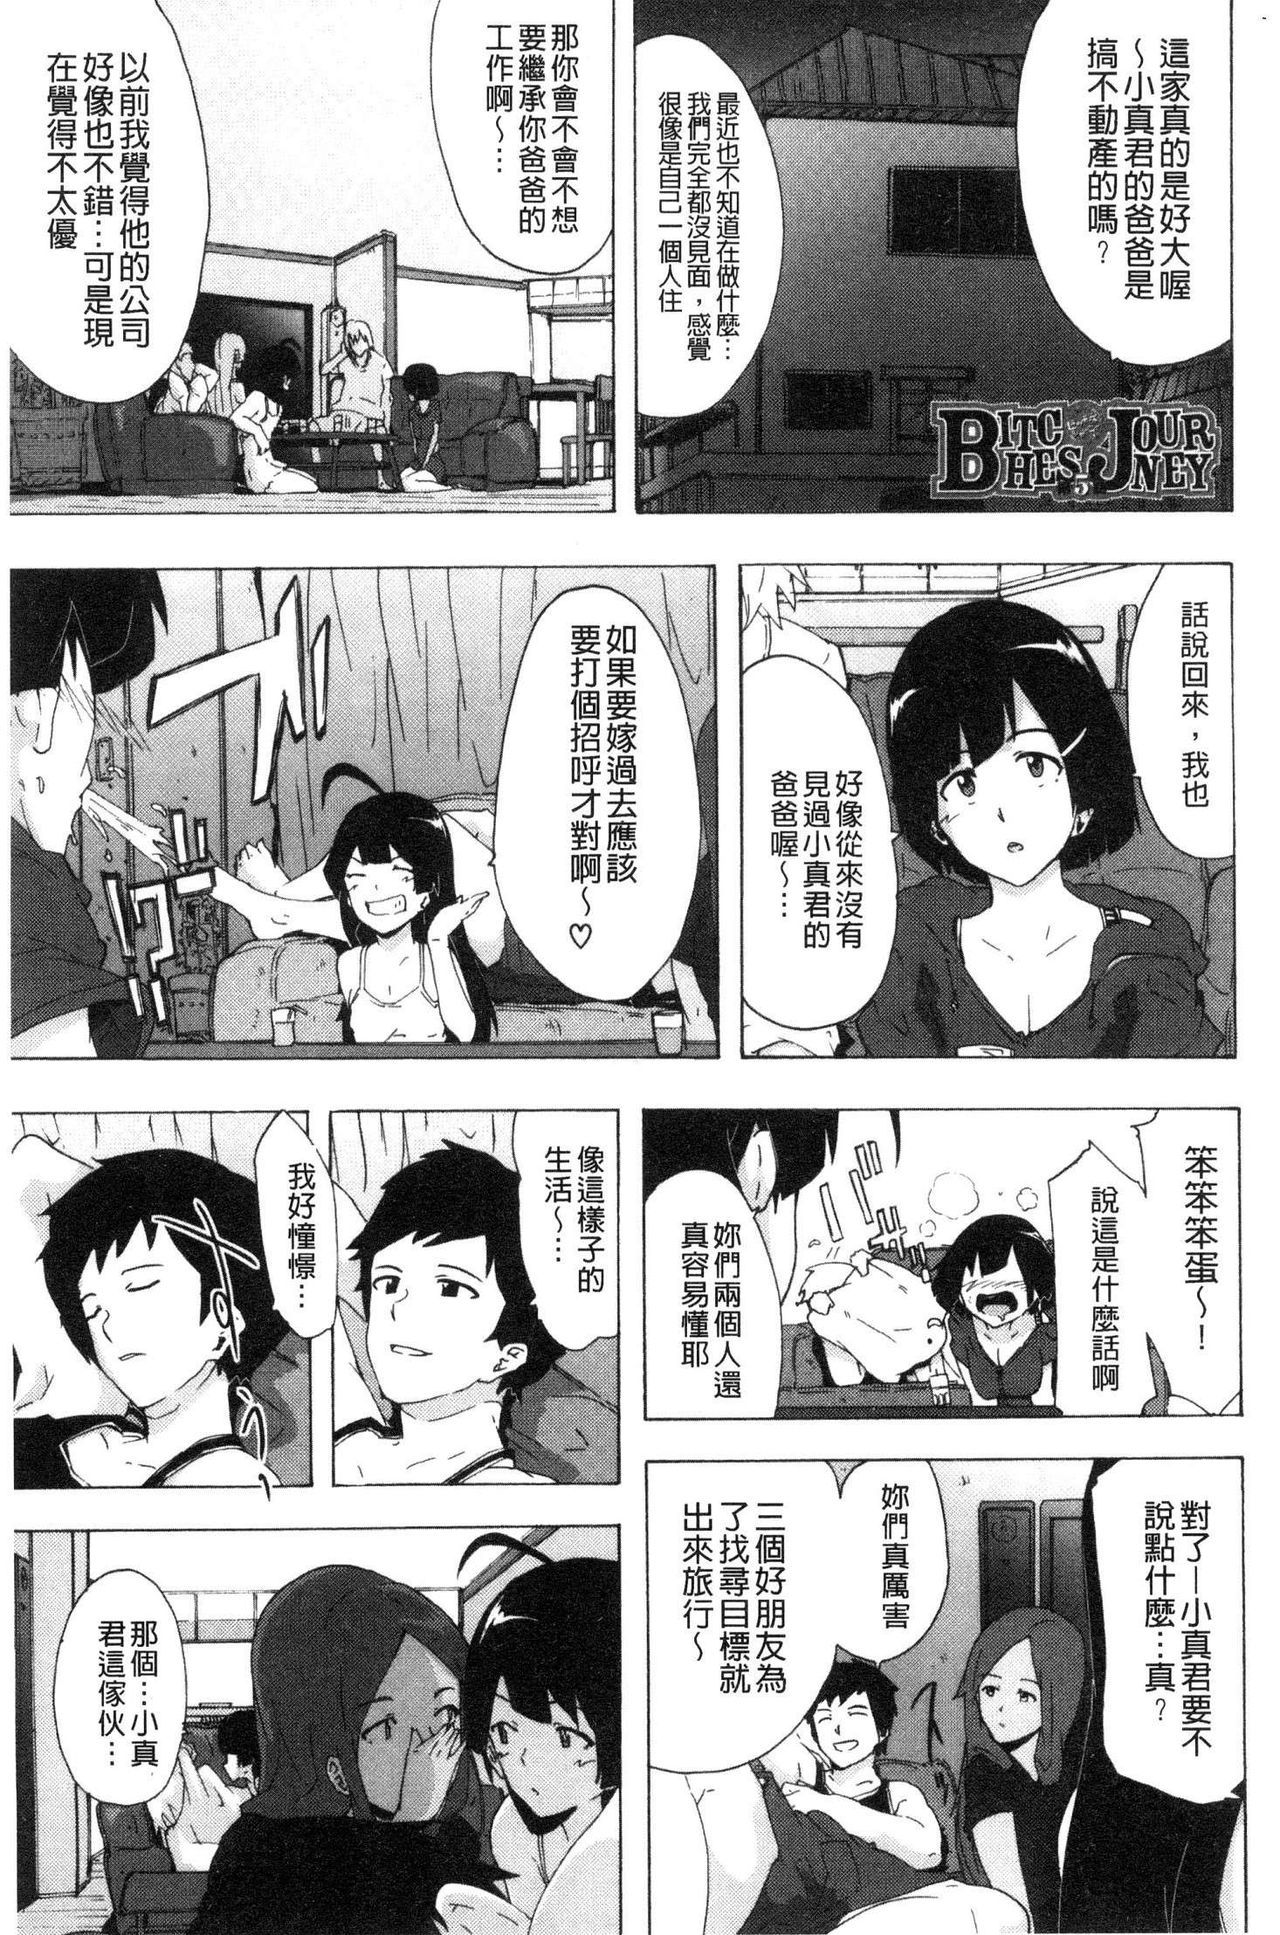 這家真的是好大喔
～小真君的爸爸是
搞不動產的嗎？
最近也不知道在做什麼…
我們完全都沒見面，感覺
很像是自己一個人住
BITCHES JOURNEY
第5話
那你會不會不想
要繼承你爸爸的
工作啊～…
以前我覺得他的公司
好像也不錯…可是現
在覺得不太優
話說回來，我也
好像從來沒有
見過小真君的
爸爸喔～…
如果要嫁過去應該
要打個招呼才對啊～♡
笨笨笨蛋～！
說這是什麼話啊
妳們兩個人還
真容易懂耶
像這樣子的
生活～…
我好憧憬…
對了—小真君要不
說點什麼…真？
妳們真厲害
三個好朋友為
了找尋目標就
出來旅行～
那個…小真
君這傢伙…